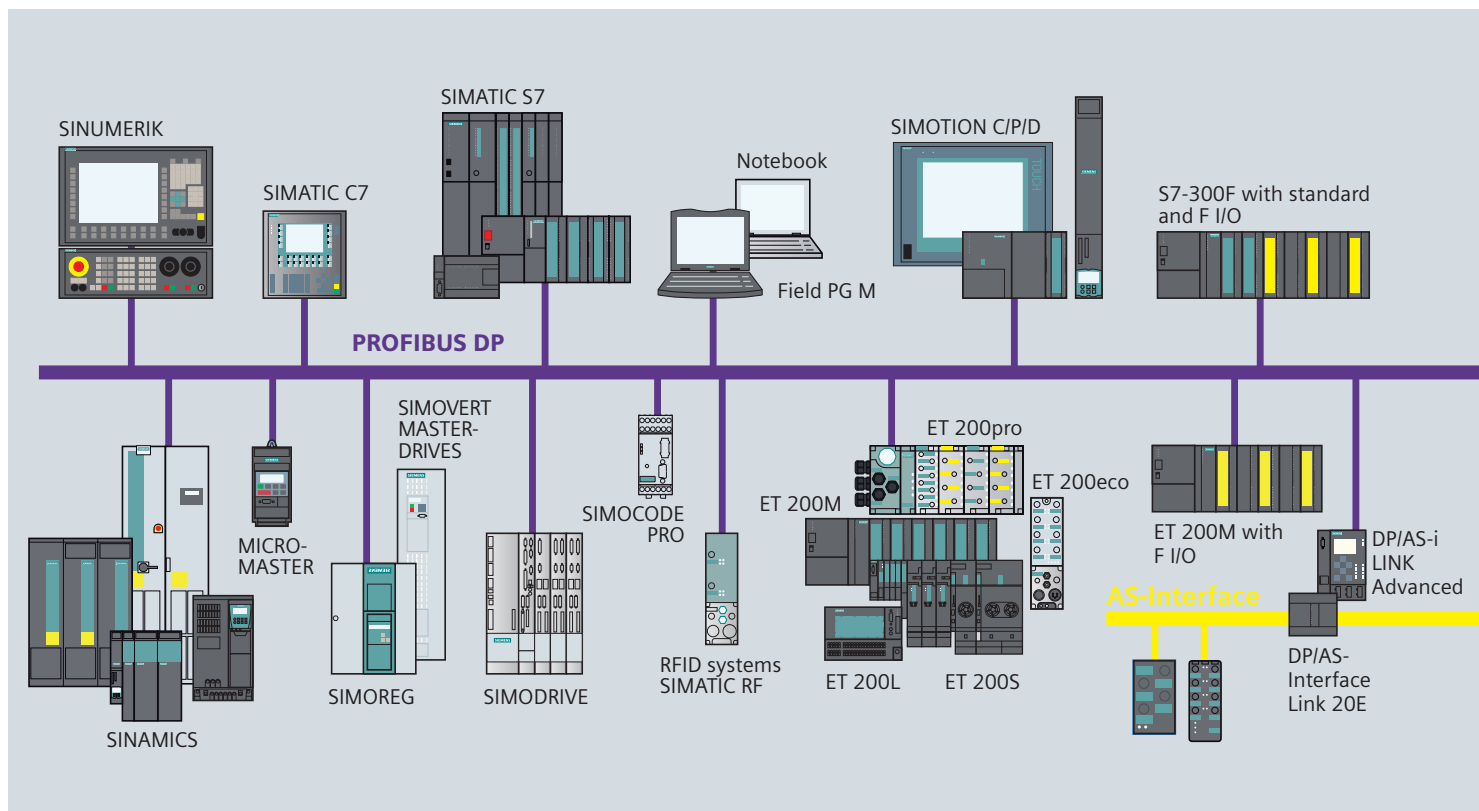 SIMATIC S7
SINUMERIK
SIMOTION C/P/D
Notebook
SIMATIC C7
S7-300F with standard
and F I/O
TOUCH
Field PG M
PROFIBUS DP
SIMOVERT
MASTER-
DRIVES
ET 200pro
ET 200M
ET 200eco
SIMOCODE
PRO
ET 200M with
F I/O
DP/AS-i
LINK
Advanced
MICRO-
MASTER
SIEMENS
AS-Interface
RFID systems
SIMATIC RF
ET 200L
ET 200S
DP/AS-
Interface
Link 20E
SIMOREG
SIMODRIVE
SINAMICS